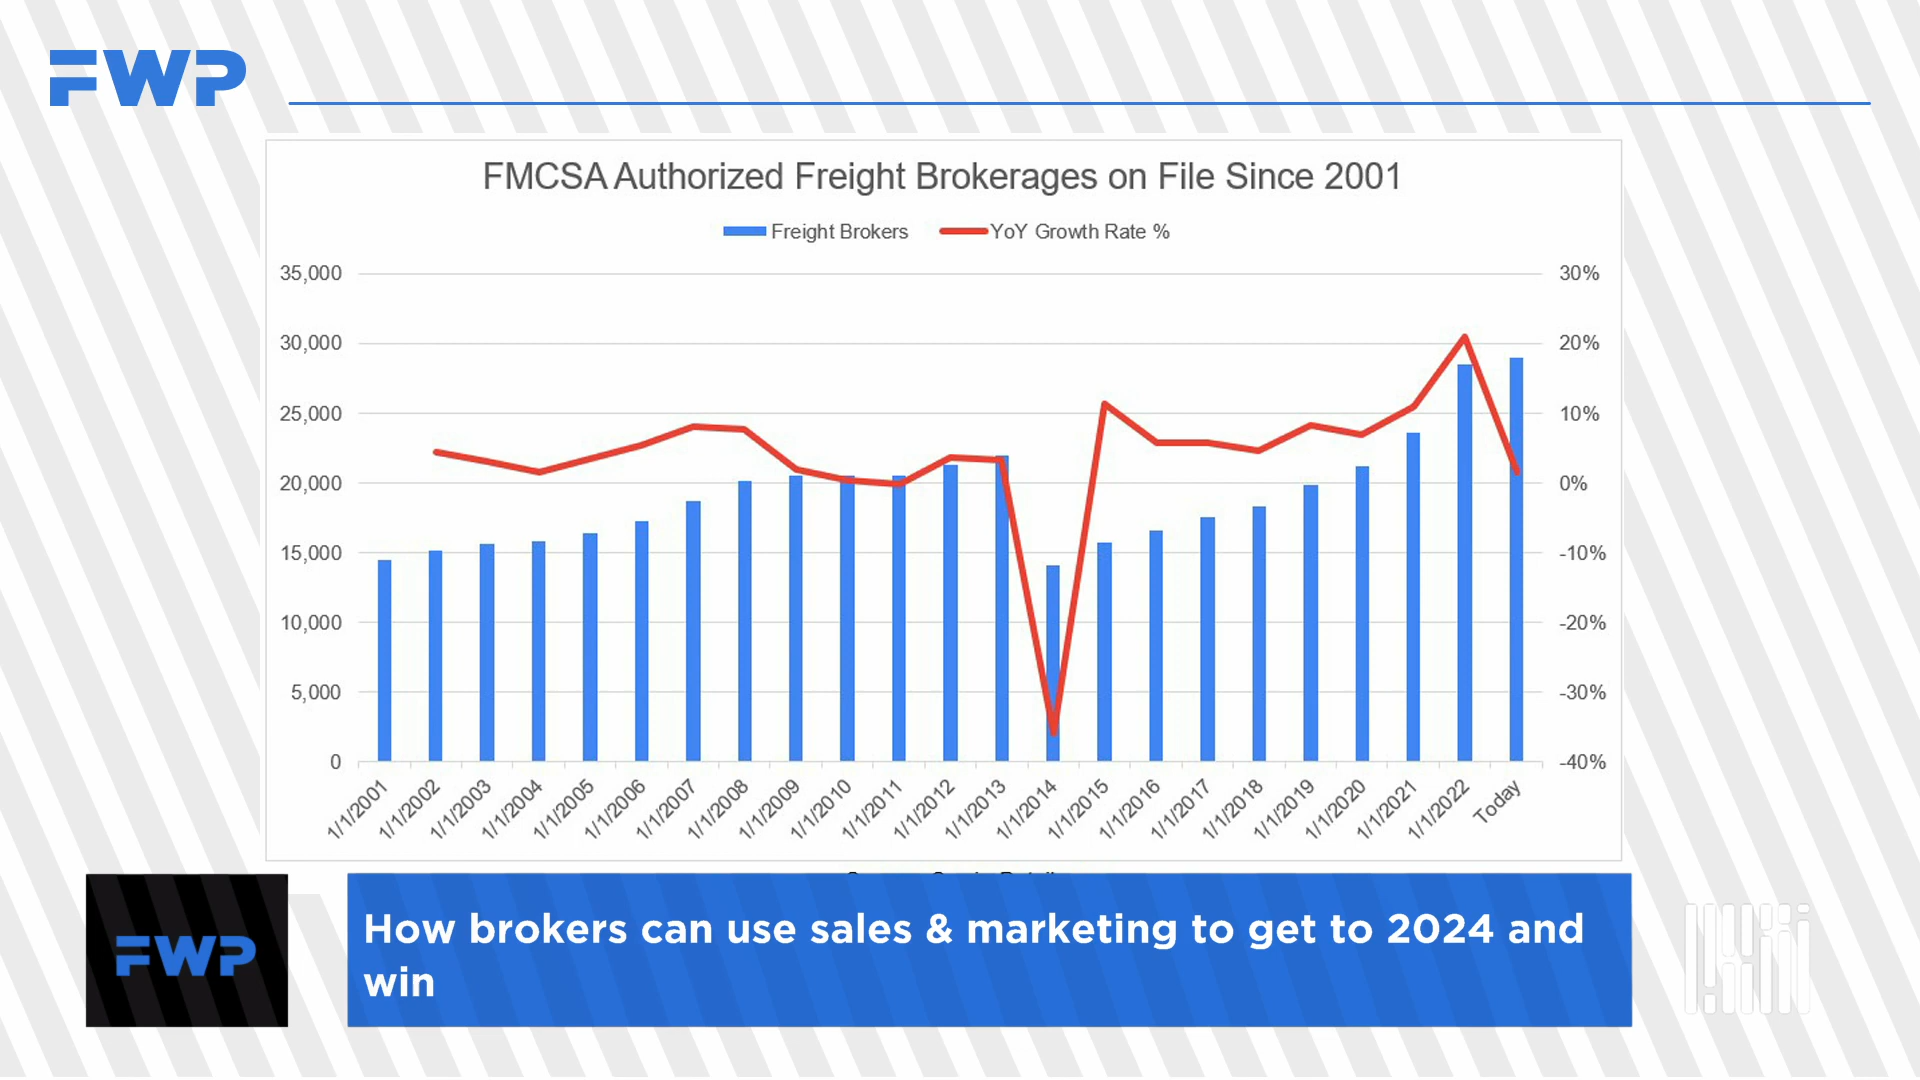 FWP
FMCSA Authorized Freight Brokerages on File Since 2001
Freight Brokers YoY Growth Rate %
35,000 30%
30,000 20%
25,000 10%
20,000 0%
15,000 -10%
10,000 -20%
5,000 -30%
0 -40%
1/1/2001 1/1/2002 1/1/2003 1/1/2004 1/1/2005 1/1/2006 1/1/2007 1/1/2008 1/1/2009 1/1/2010 1/1/2011 1/1/2012 1/1/2013 1/1/2014 1/1/2015 1/1/2016 1/1/2017 1/1/2018 1/1/2019 1/1/2020 1/1/2021 1/1/2022 Today
FWP
How brokers can use sales & marketing to get to 2024 and
win